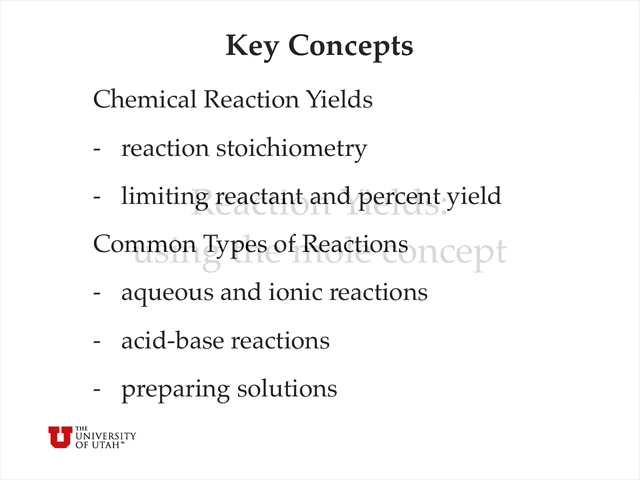 Key Concepts
Chemical Reaction Yields
- reaction stoichiometry
- limiting reactant and percent yield
Reaction Yields:
Common Types of Reactions
using the mole concept
- aqueous and ionic reactions
- acid-base reactions
- preparing solutions
THE
UNIVERSITY
OF UTAH™